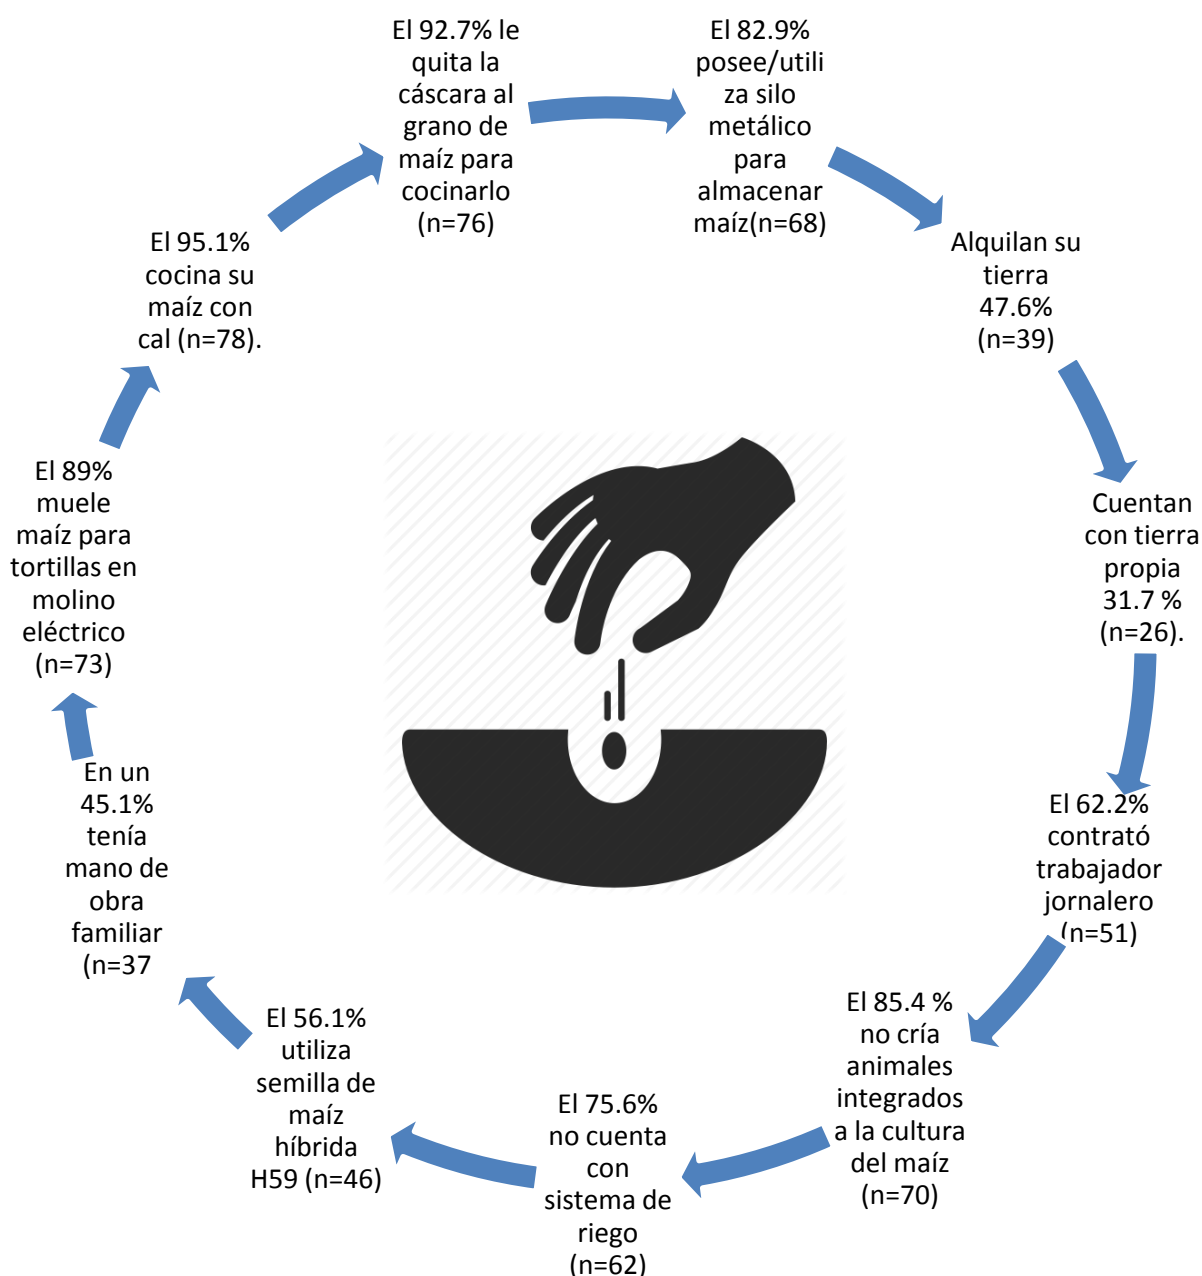 El 92.7% le
quita la
cáscara al
grano de
maíz para
cocinarlo
(n=76)
El 82.9%
posee/utili
za silo
metálico
para
almacenar
maíz(n=68)
Alquilan su
tierra
47.6%
(n=39)
Cuentan
con tierra
propia
31.7 %
(n=26).
El 62.2%
contrató
trabajador
jornalero
(n=51)
El 85.4 %
no cría
animales
integrados
a la cultura
del maíz
(n=70)
El 75.6%
no cuenta
con
sistema de
riego
(n=62)
El 56.1%
utiliza
semilla de
maíz
híbrida
H59 (n=46)
En un
45.1%
tenía
mano de
obra
familiar
(n=37
El 89%
muele
maíz para
tortillas en
molino
eléctrico
(n=73)
El 95.1%
cocina su
maíz con
cal (n=78).